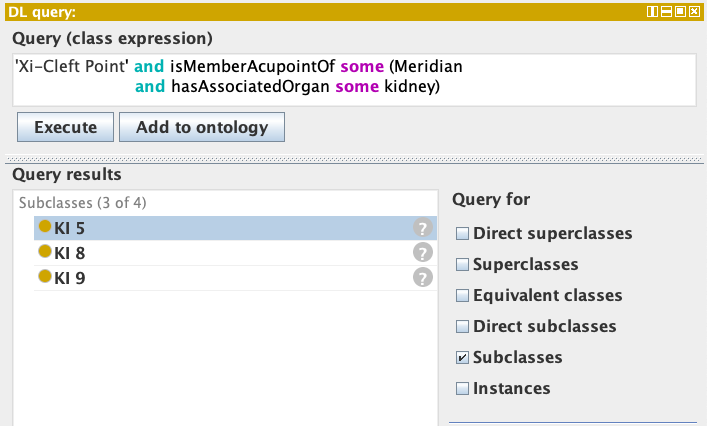 DL query:
Query (class expression)
'Xi-Cleft Point' and isMemberAcupointOf some (Meridian
and hasAssociatedOrgan some kidney)
Execute Add to ontology
Query results
Subclasses (3 of 4)
KI 5 ?
KI 8 ?
KI 9 ?
Query for
Direct superclasses
Superclasses
Equivalent classes
Direct subclasses
Subclasses
Instances